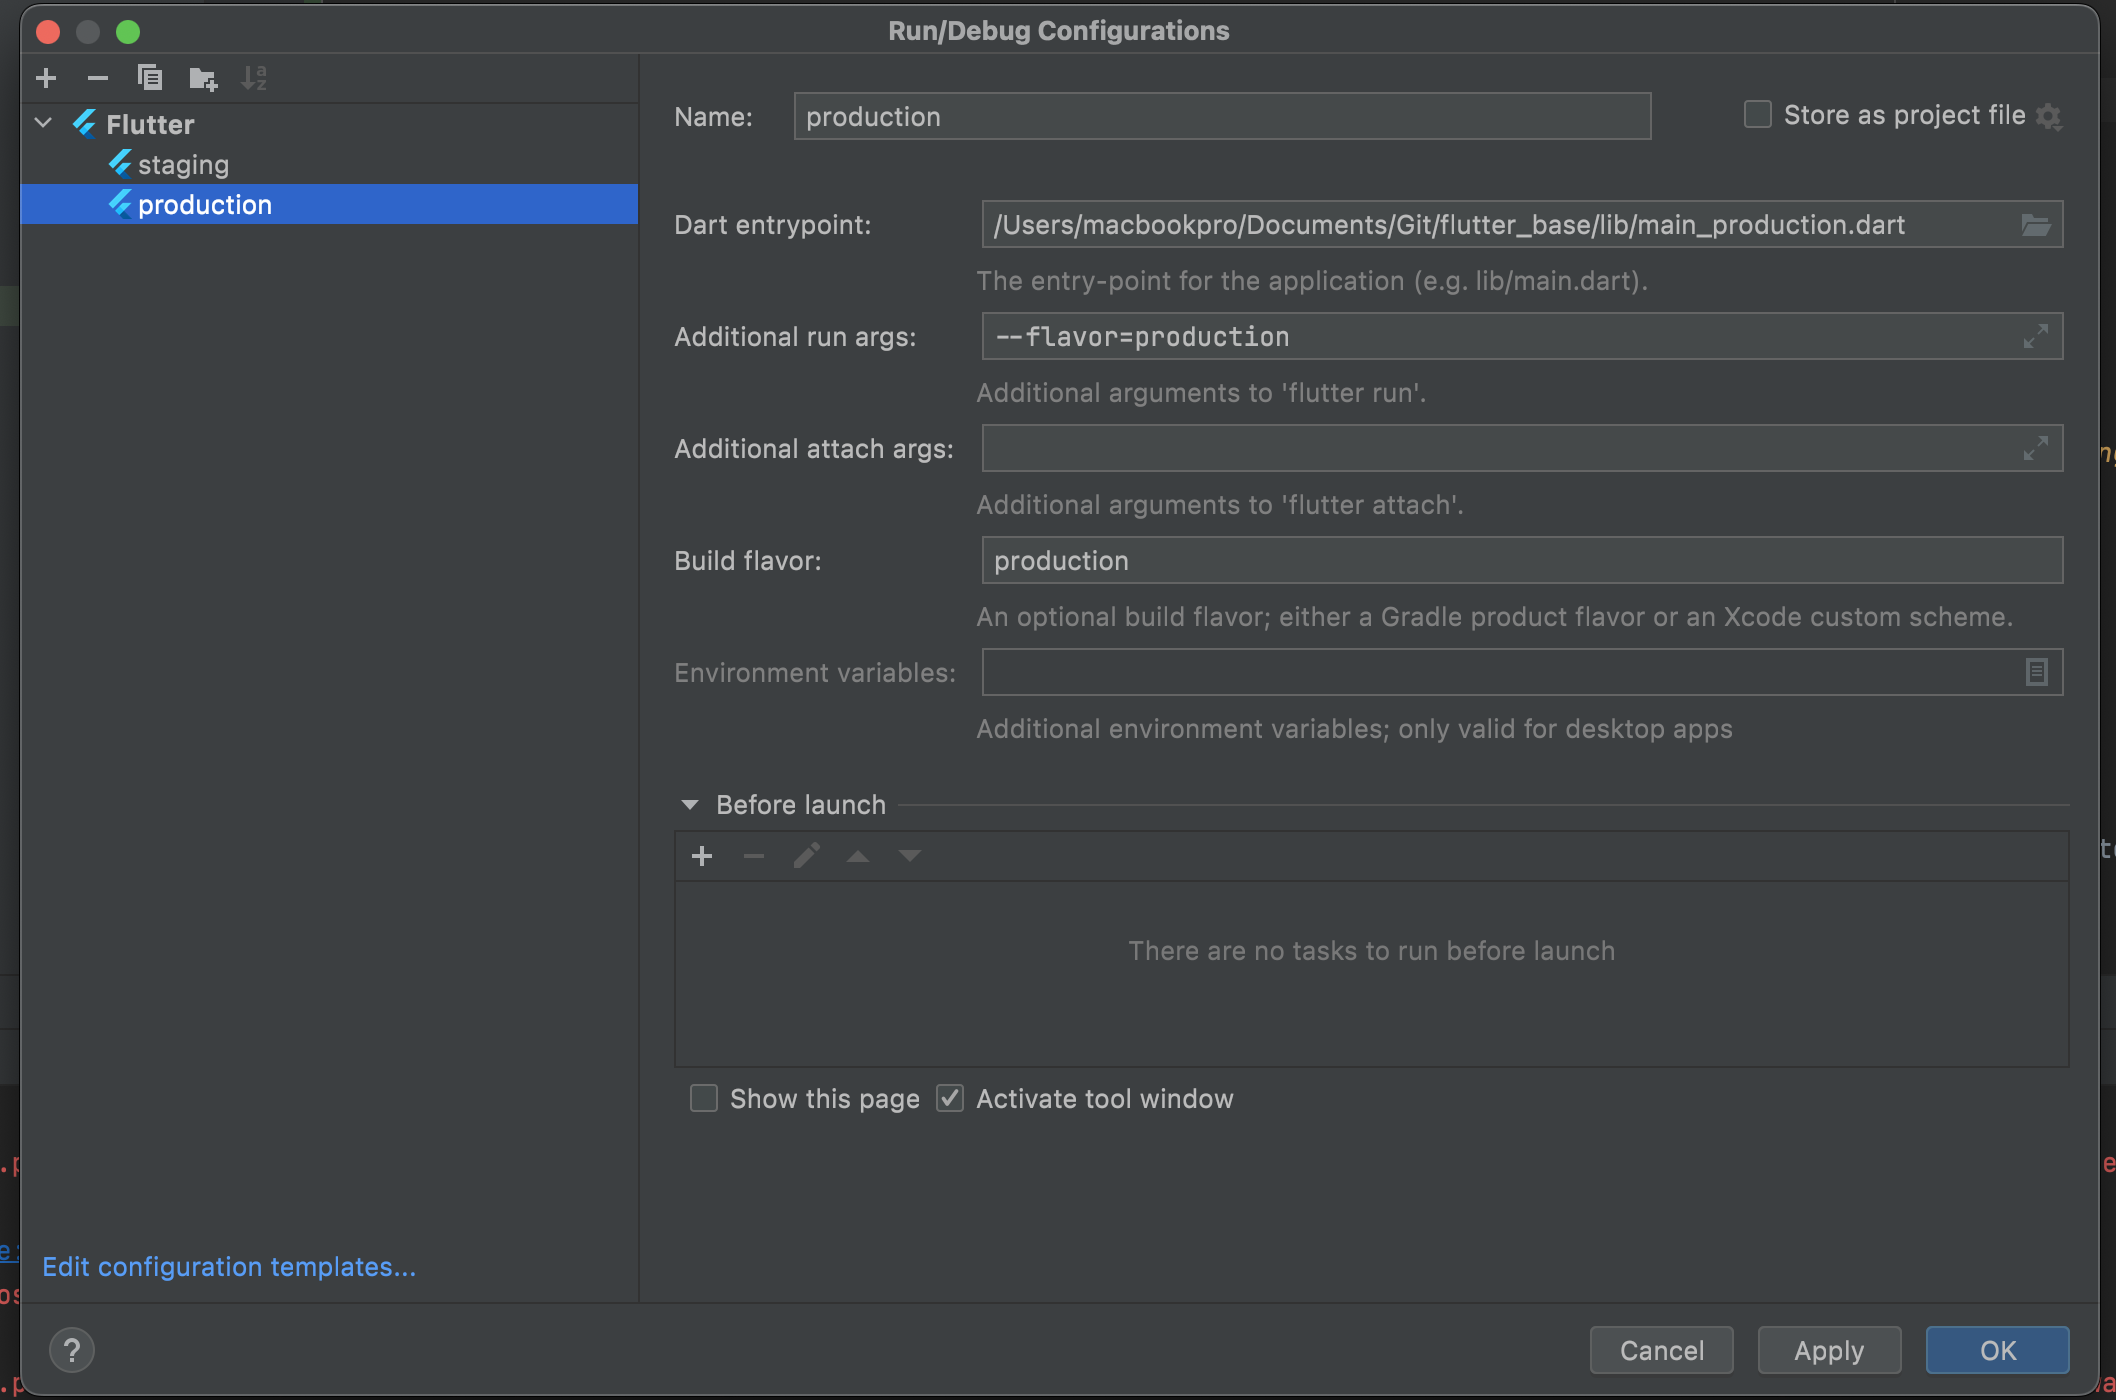 Run/Debug Configurations
Flutter
staging
production
Name: production
Store as project file
Dart entrypoint: /Users/macbookpro/Documents/Git/flutter_base/lib/main_production.dart
The entry-point for the application (e.g. lib/main.dart).
Additional run args: --flavor=production
Additional arguments to 'flutter run'.
Additional attach args:
Additional arguments to 'flutter attach'.
Build flavor: production
An optional build flavor; either a Gradle product flavor or an Xcode custom scheme.
Environment variables:
Additional environment variables; only valid for desktop apps
Before launch
There are no tasks to run before launch
Show this page Activate tool window
Edit configuration templates...
? Cancel Apply OK